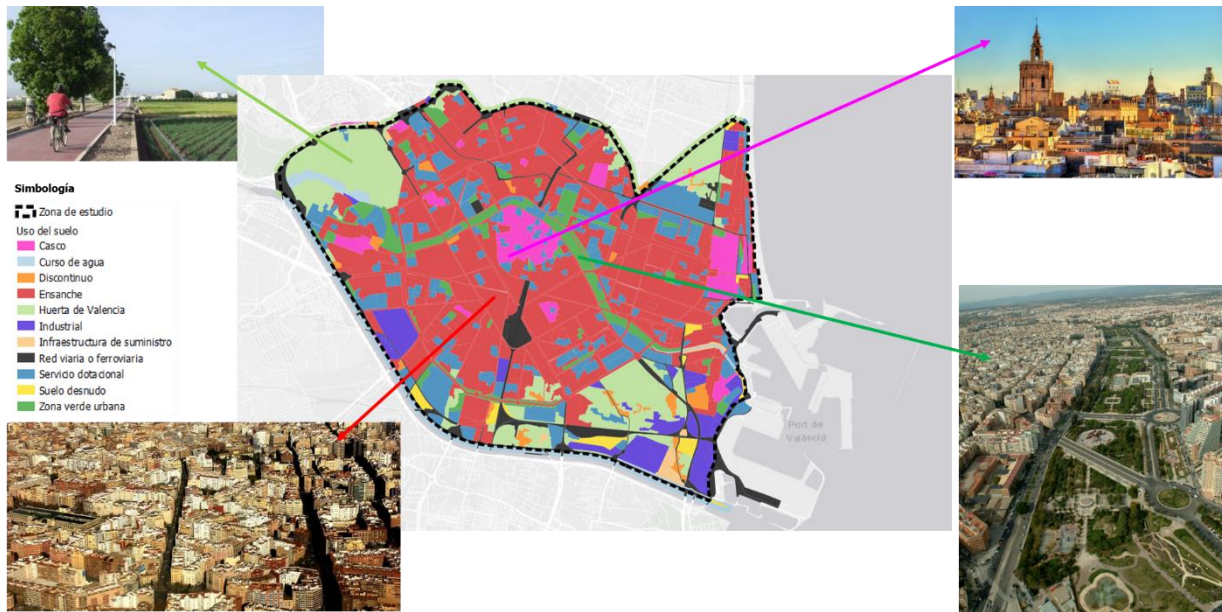 Simbología
Zona de estudio
Uso del suelo
Casco
Curso de agua
Discontinuo
Ensanche
Huerta de Valencia
Industrial
Infraestructura de suministro
Red viaria o ferroviaria
Servicio dotacional
Suelo desnudo
Zona verde urbana
Port de
València